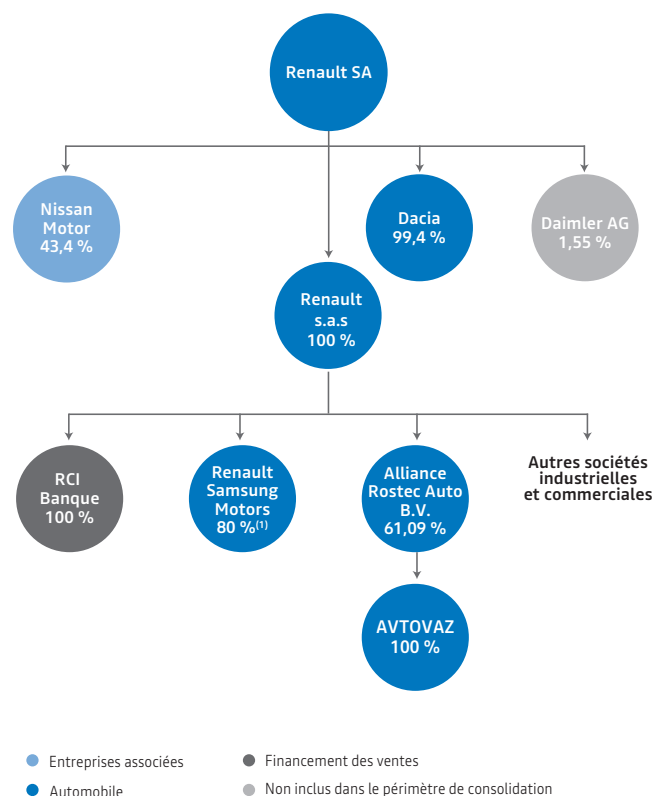 Renault SA
Nissan
Motor
43,4 %
Dacia
99,4 %
Daimler AG
1,55 %
Renault
s.a.s
100 %
RCI
Banque
100 %
Renault
Samsung
Motors
80 %(1)
Alliance
Rostec Auto
B.V.
61,09 %
Autres sociétés
industrielles
et commerciales
AVTOVAZ
100 %
Entreprises associées
Financement des ventes
Automobile
Non inclus dans le périmètre de consolidation